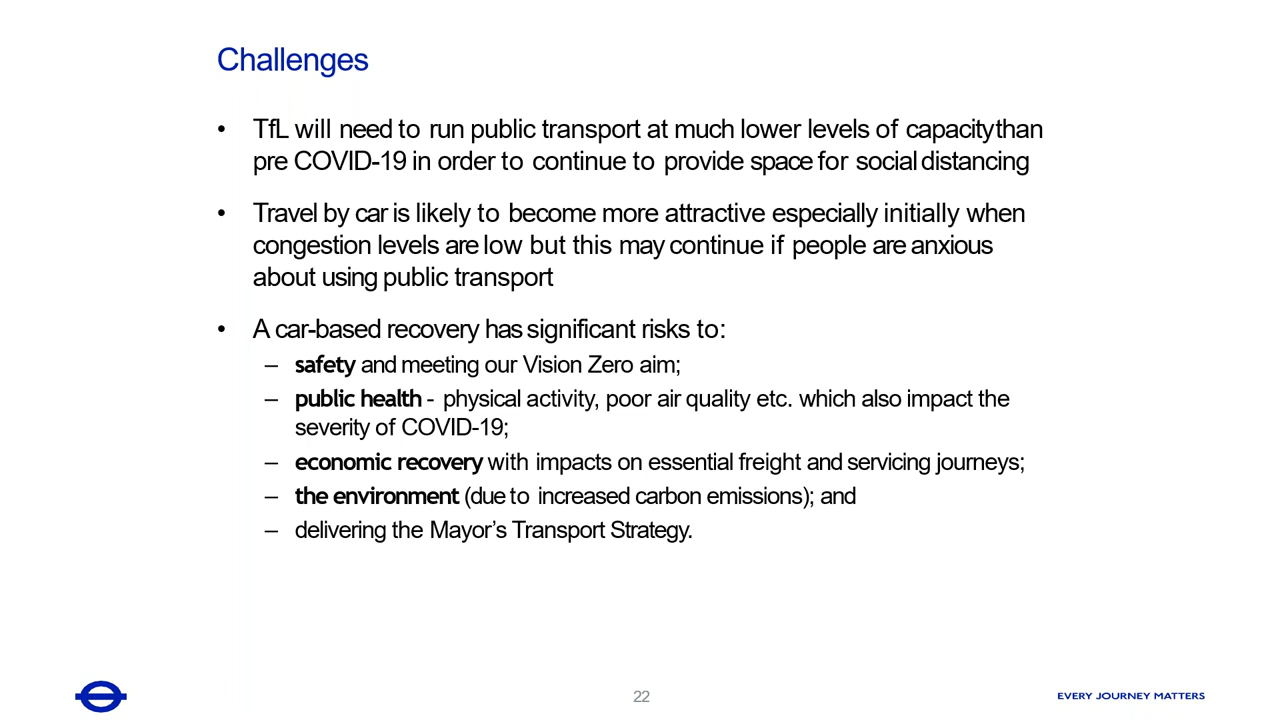 Challenges
• TfL will need to run public transport at much lower levels of capacity than
pre COVID-19 in order to continue to provide space for social distancing
• Travel by car is likely to become more attractive especially initially when
congestion levels are low but this may continue if people are anxious
about using public transport
• A car-based recovery has significant risks to:
– safety and meeting our Vision Zero aim;
– public health - physical activity, poor air quality etc. which also impact the
severity of COVID-19;
– economic recovery with impacts on essential freight and servicing journeys;
– the environment (due to increased carbon emissions); and
– delivering the Mayor’s Transport Strategy.
22
EVERY JOURNEY MATTERS